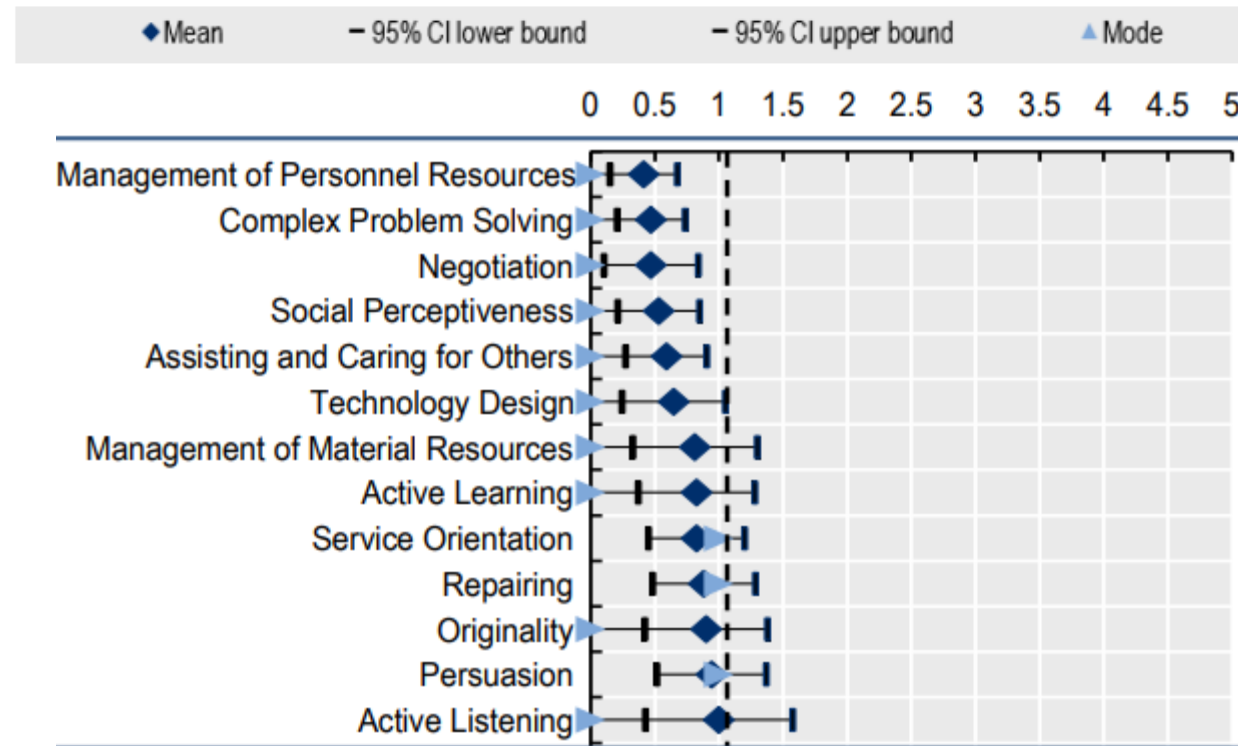 Mean 95% CI lower bound 95% CI upper bound Mode
0 0.5 1 1.5 2 2.5 3 3.5 4 4.5 5
Management of Personnel Resources
Complex Problem Solving
Negotiation
Social Perceptiveness
Assisting and Caring for Others
Technology Design
Management of Material Resources
Active Learning
Service Orientation
Repairing
Originality
Persuasion
Active Listening